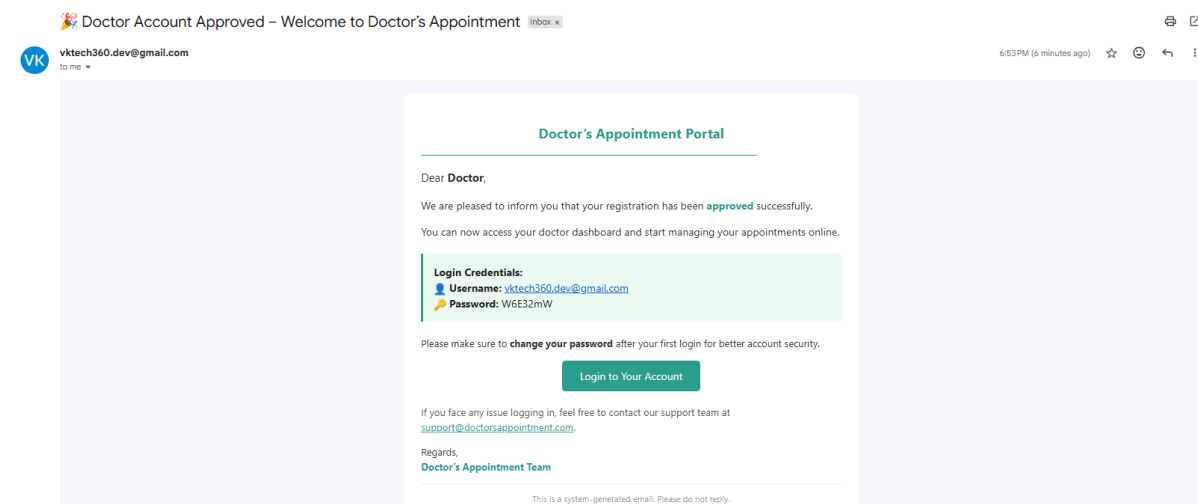 🎉 Doctor Account Approved – Welcome to Doctor's Appointment Inbox ×
VK
vktech360.dev@gmail.com
6:53 PM (6 minutes ago)
to me
Doctor's Appointment Portal
Dear Doctor,
We are pleased to inform you that your registration has been approved successfully.
You can now access your doctor dashboard and start managing your appointments online.
Login Credentials:
👤 Username: vktech360.dev@gmail.com
🔑 Password: W6E32mW
Please make sure to change your password after your first login for better account security.
Login to Your Account
If you face any issue logging in, feel free to contact our support team at
support@doctorsappointment.com.
Regards,
Doctor's Appointment Team
This is a system-generated email. Please do not reply.